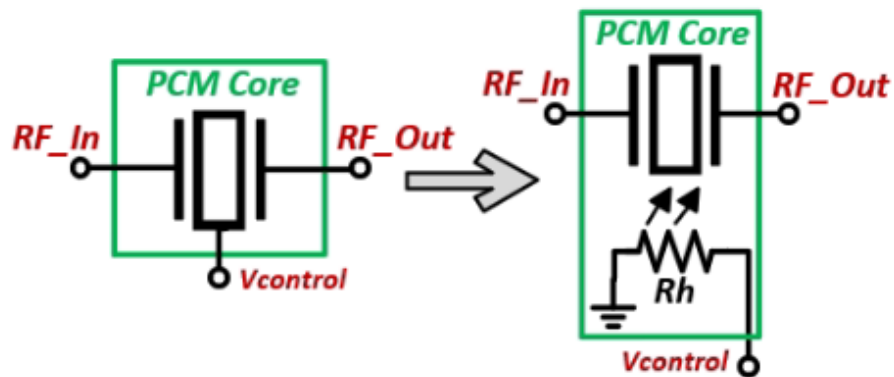 PCM Core
RF_In
RF_Out
Vcontrol
PCM Core
RF_In
RF_Out
Rh
Vcontrol